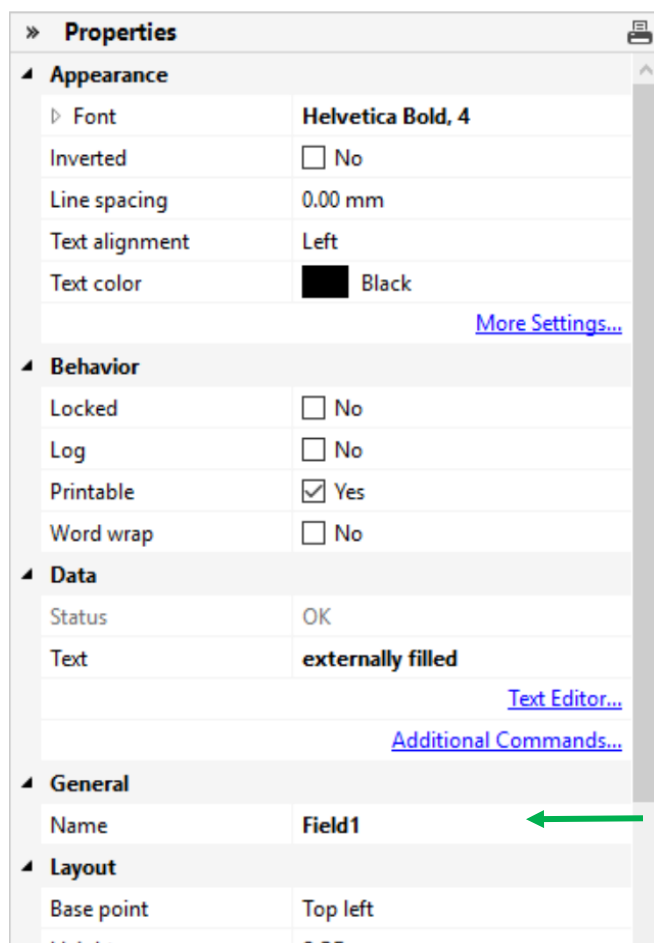 Properties
Appearance
Font Helvetica Bold, 4
Inverted No
Line spacing 0.00 mm
Text alignment Left
Text color Black
More Settings...
Behavior
Locked No
Log No
Printable Yes
Word wrap No
Data
Status OK
Text externally filled
Text Editor...
Additional Commands...
General
Name Field1
Layout
Base point Top left